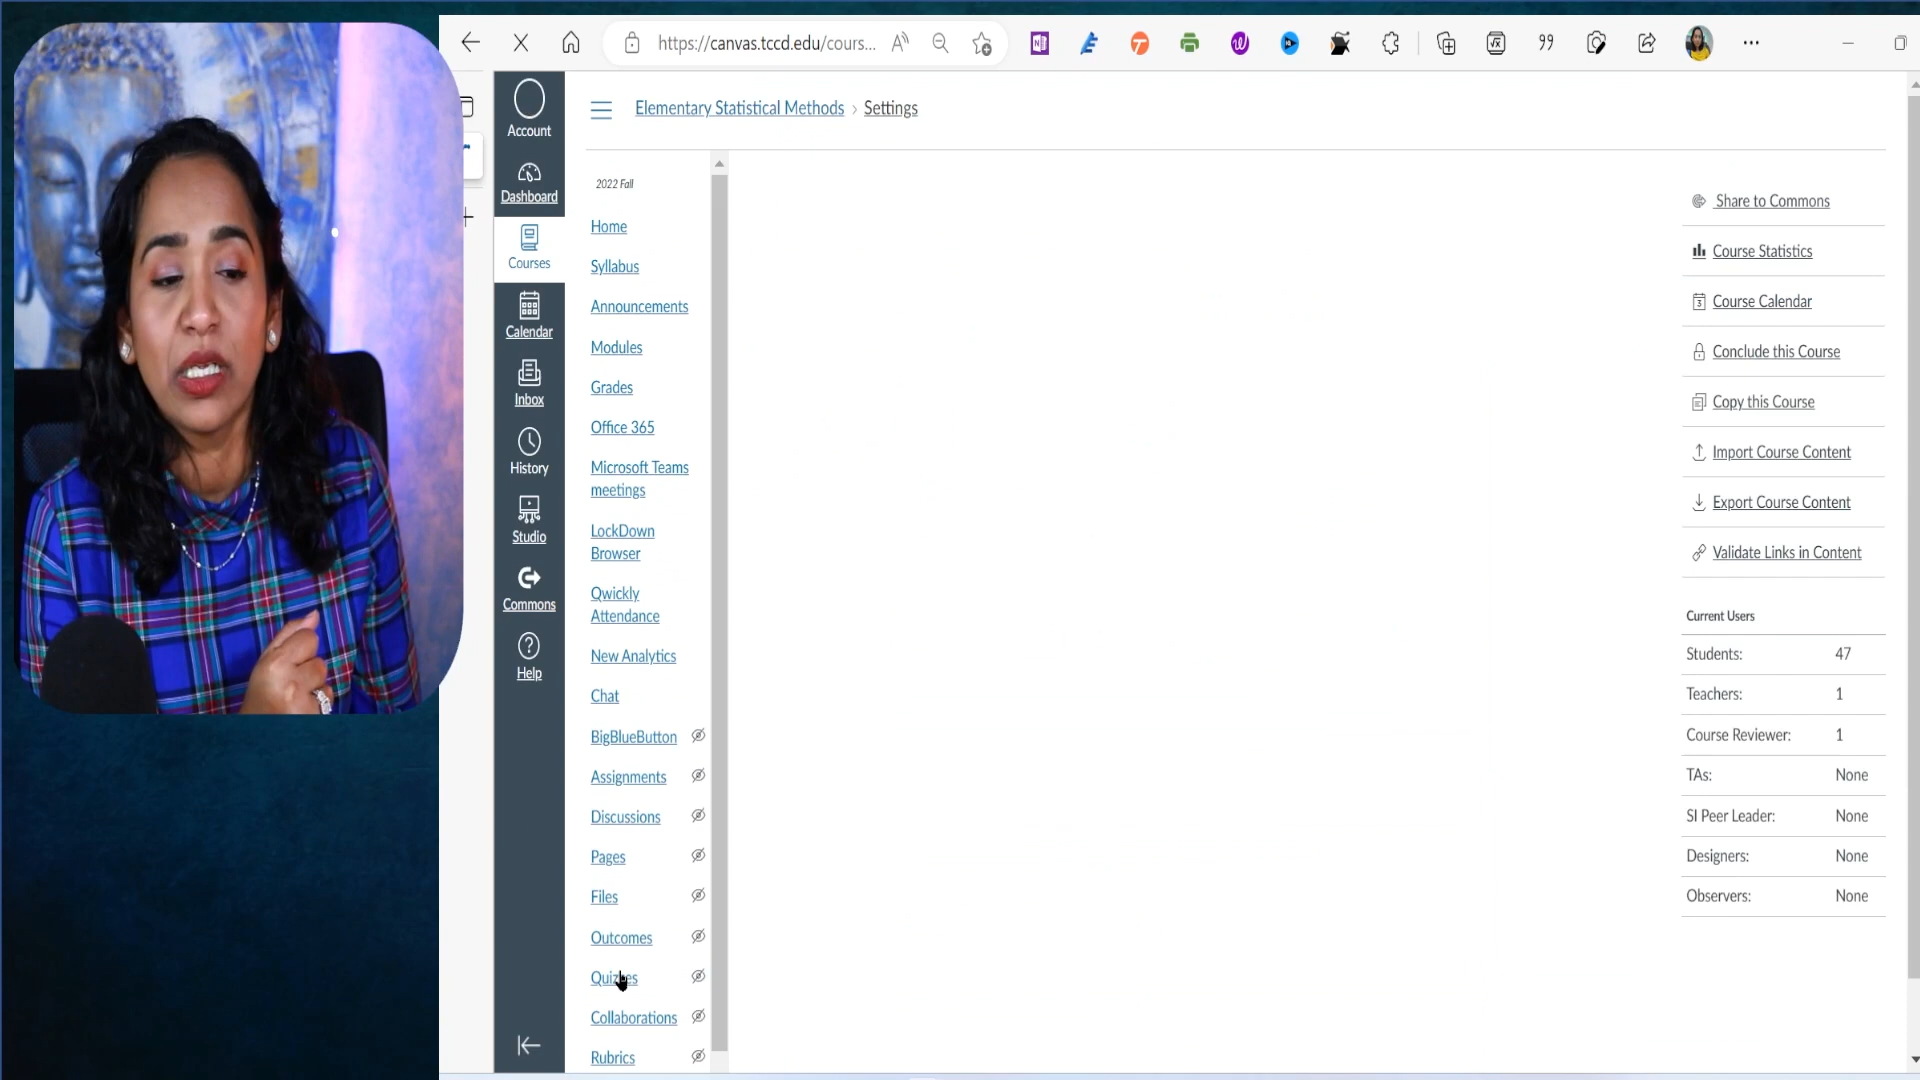 https://canvas.tccd.edu/cours...
Account
Dashboard
Courses
Calendar
Inbox
History
Studio
Commons
Help
Elementary Statistical Methods › Settings
2022 Fall
Home
Syllabus
Announcements
Modules
Grades
Office 365
Microsoft Teams
meetings
LockDown
Browser
Qwickly
Attendance
New Analytics
Chat
BigBlueButton
Assignments
Discussions
Pages
Files
Outcomes
Quizzes
Collaborations
Rubrics
Share to Commons
Course Statistics
Course Calendar
Conclude this Course
Copy this Course
Import Course Content
Export Course Content
Validate Links in Content
Current Users
Students: 47
Teachers: 1
Course Reviewer: 1
TAs: None
SI Peer Leader: None
Designers: None
Observers: None